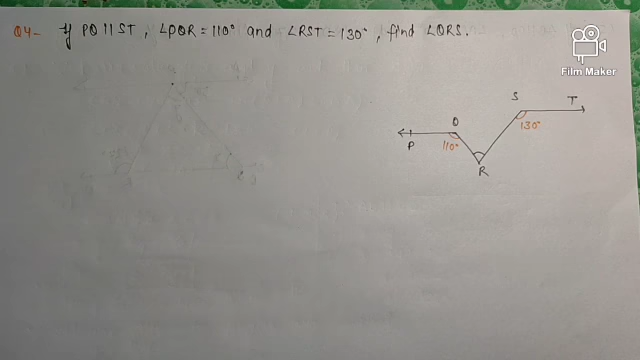 Q4- If PQ || ST, ∠PQR = 110° and ∠RST = 130°, find ∠QRS.
Film Maker
S T
Q 130°
P 110°
R